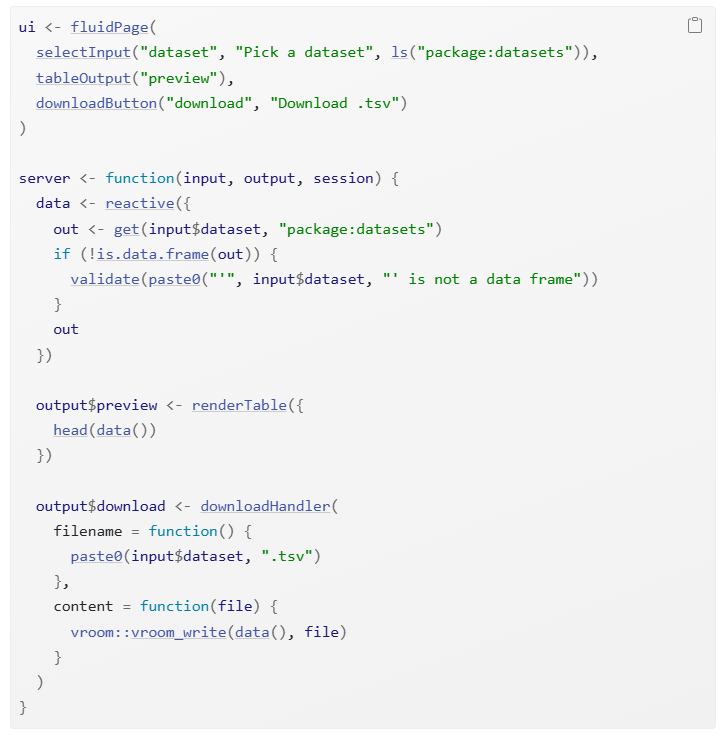 ui <- fluidPage(
  selectInput("dataset", "Pick a dataset", ls("package:datasets")),
  tableOutput("preview"),
  downloadButton("download", "Download .tsv")
)

server <- function(input, output, session) {
  data <- reactive({
    out <- get(input$dataset, "package:datasets")
    if (!is.data.frame(out)) {
      validate(paste0("'", input$dataset, "' is not a data frame"))
    }
    out
  })

  output$preview <- renderTable({
    head(data())
  })

  output$download <- downloadHandler(
    filename = function() {
      paste0(input$dataset, ".tsv")
    },
    content = function(file) {
      vroom::vroom_write(data(), file)
    }
  )
}